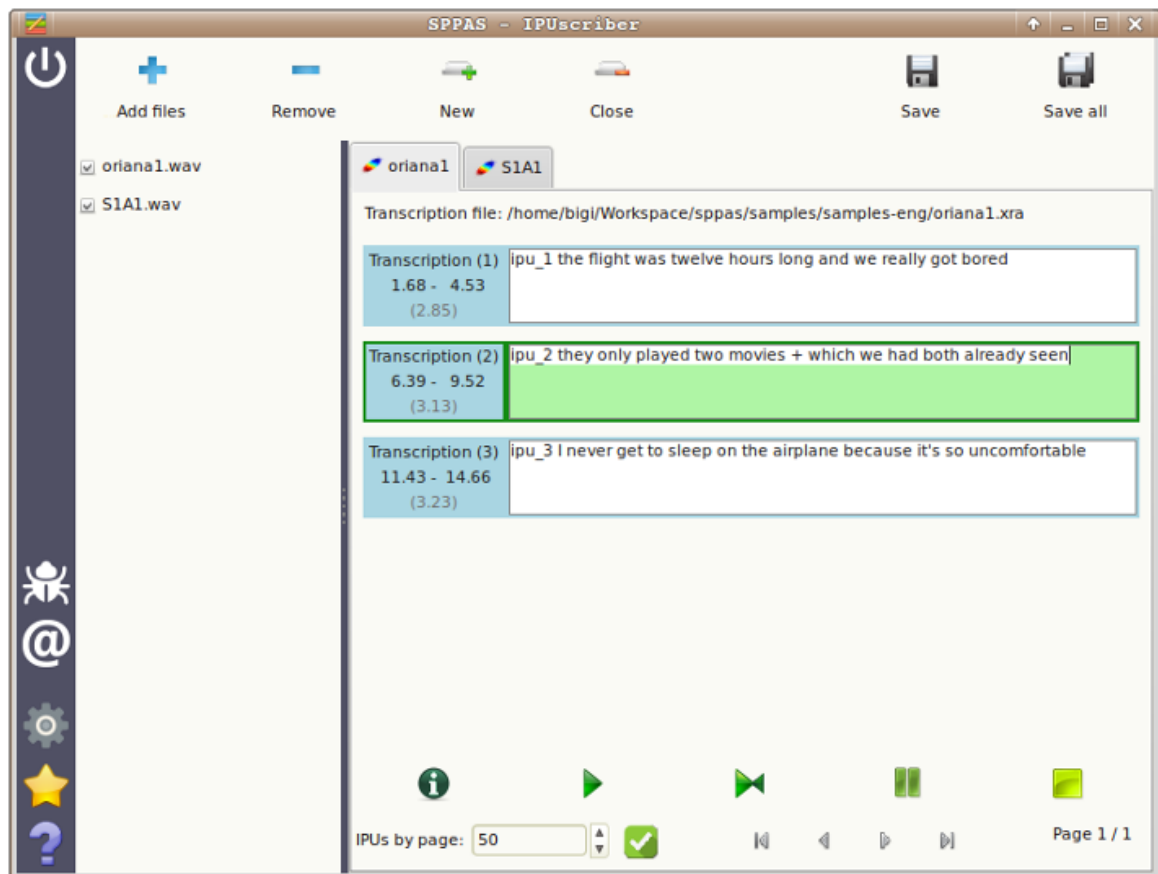 SPPAS - IPUscriber
Add files
Remove
New
Close
Save
Save all
oriana1.wav
S1A1.wav
oriana1
S1A1
Transcription file: /home/bigi/Workspace/sppas/samples/samples-eng/oriana1.xra
Transcription (1)
1.68 - 4.53
(2.85)
ipu_1 the flight was twelve hours long and we really got bored
Transcription (2)
6.39 - 9.52
(3.13)
ipu_2 they only played two movies + which we had both already seen
Transcription (3)
11.43 - 14.66
(3.23)
ipu_3 I never get to sleep on the airplane because it's so uncomfortable
@
?
IPUs by page: 50
Page 1 / 1